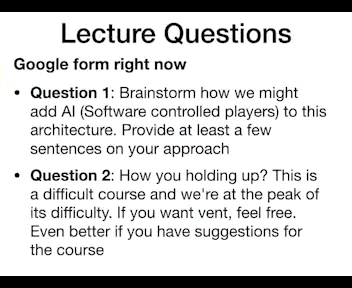 Lecture Questions
Google form right now
• Question 1: Brainstorm how we might
add AI (Software controlled players) to this
architecture. Provide at least a few
sentences on your approach
• Question 2: How you holding up? This is
a difficult course and we're at the peak of
its difficulty. If you want vent, feel free.
Even better if you have suggestions for
the course